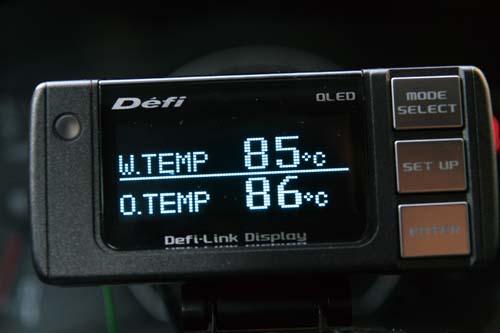 Défi
OLED
W.TEMP 85°C
O.TEMP 86°C
Defi-Link Display
MODE
SELECT
SET UP
ENTER